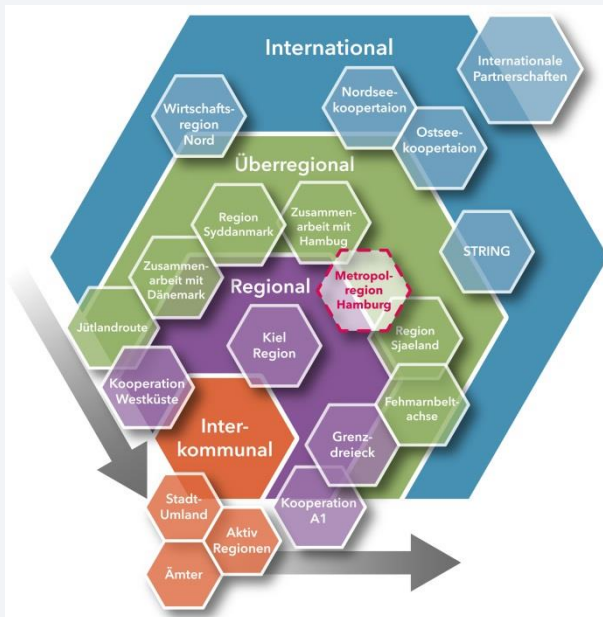 International
Internationale
Partnerschaften
Nordsee-
koopertaion
Wirtschafts-
region
Nord
Ostsee-
koopertaion
Überregional
Region
Syddanmark
Zusammen-
arbeit mit
Hambug
STRING
Zusammen-
arbeit mit
Dänemark
Regional
Metropol-
region
Hamburg
Jütlandroute
Kiel
Region
Region
Sjaeland
Kooperation
Westküste
Fehmarnbelt-
achse
Inter-
kommunal
Grenz-
dreieck
Stadt-
Umland
Kooperation
A1
Aktiv
Regionen
Ämter